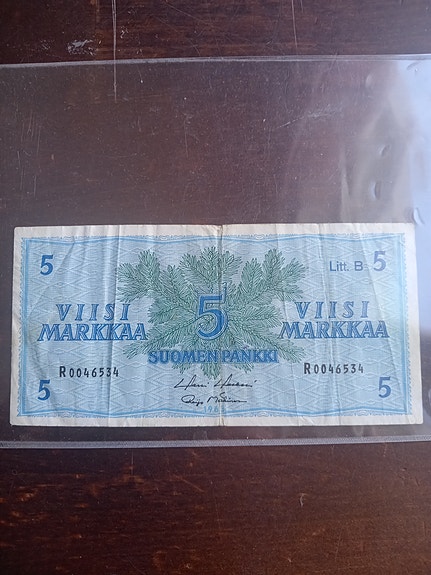 5
Litt. B 5
VIISI
MARKKAA
5
VIISI
MARKKAA
SUOMEN PANKKI
R0046534
R0046534
5
5